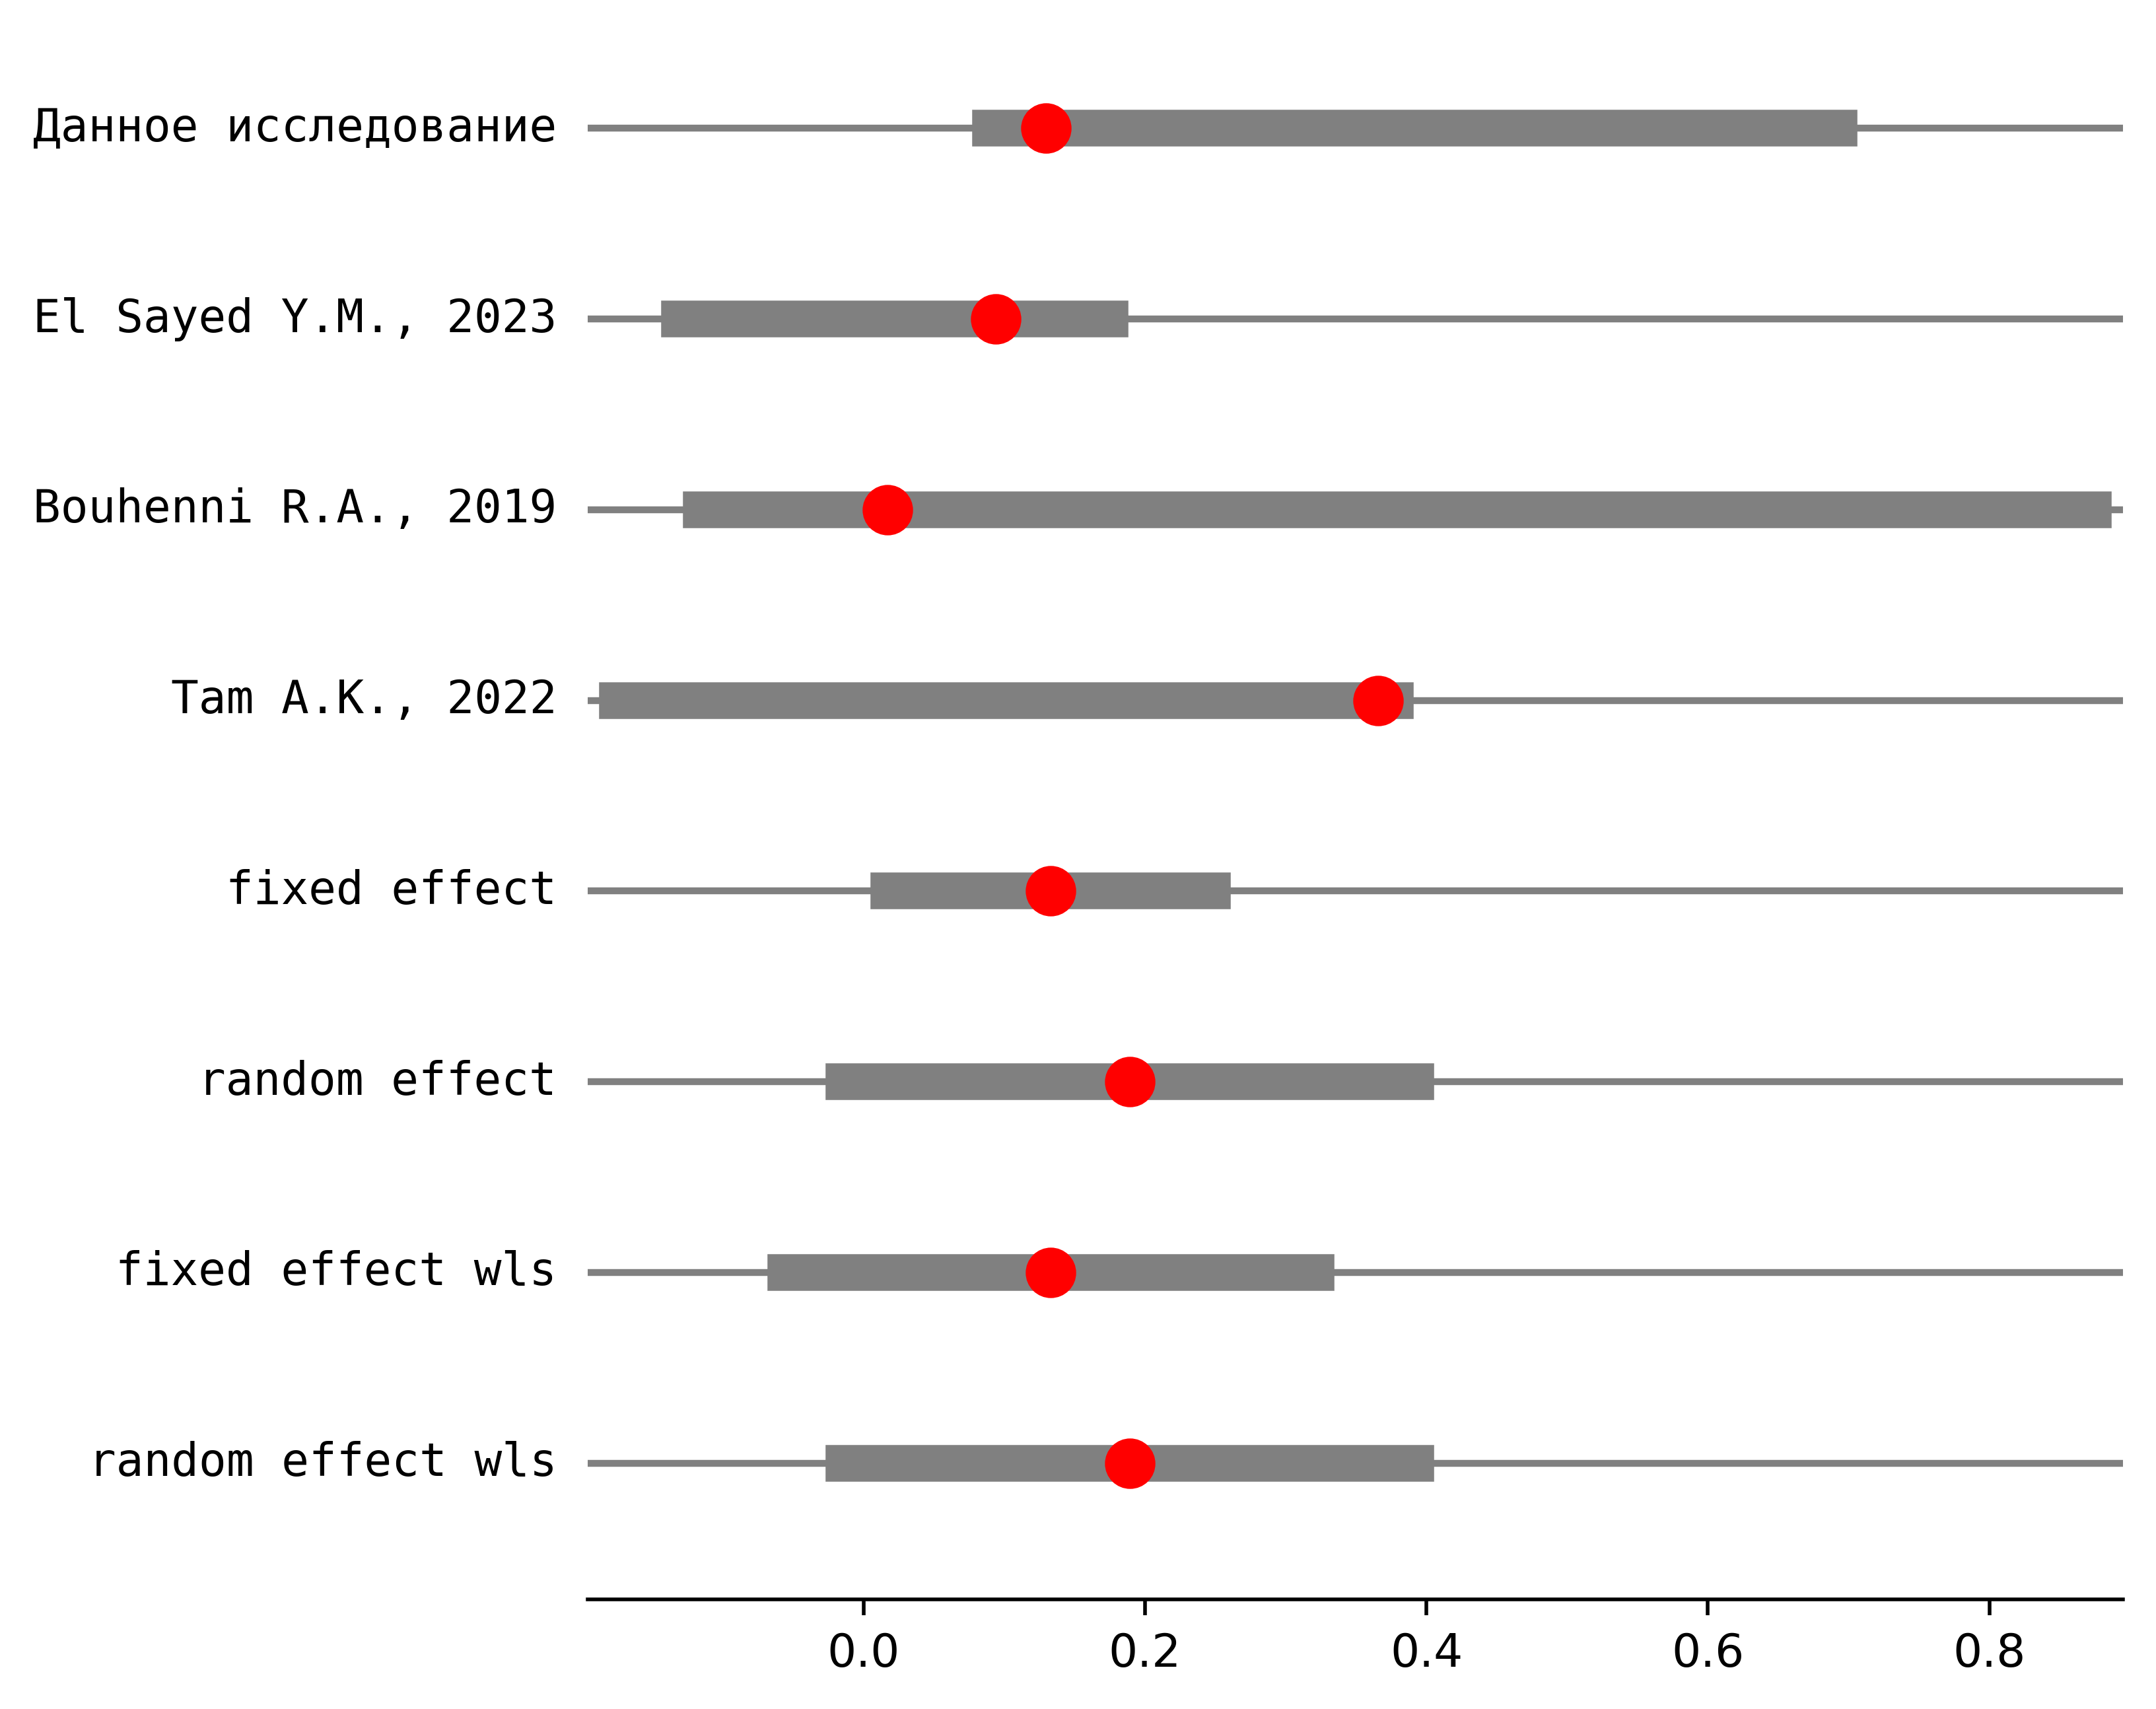 Данное исследование
El Sayed Y.M., 2023
Bouhenni R.A., 2019
Tam A.K., 2022
fixed effect
random effect
fixed effect wls
random effect wls
0.0 0.2 0.4 0.6 0.8